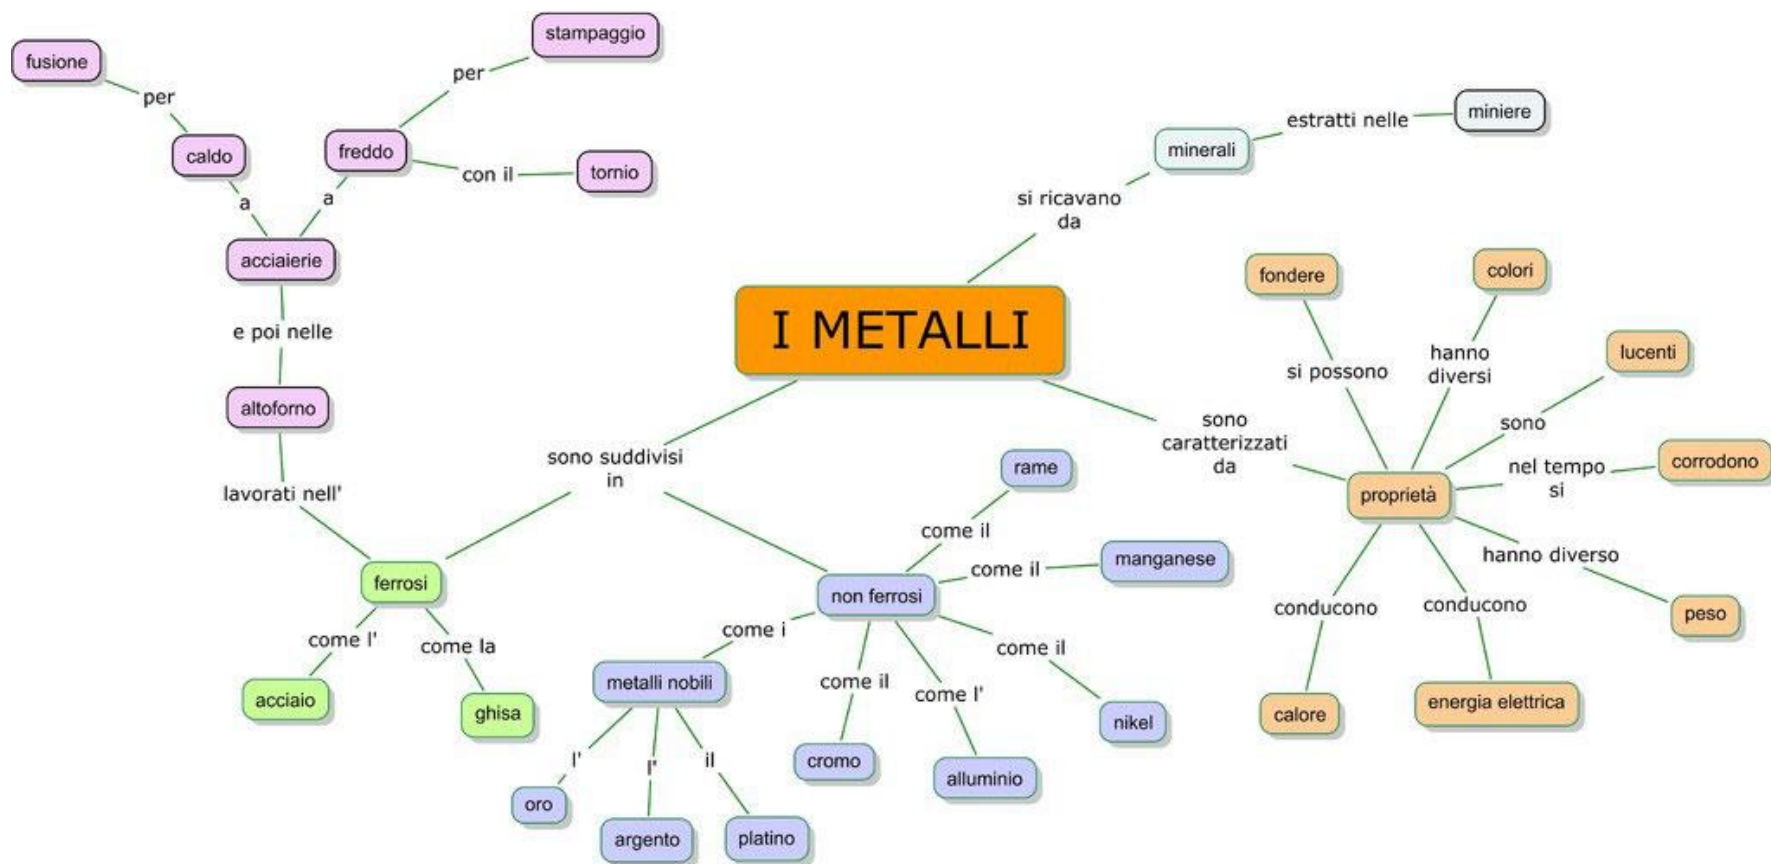 stampaggio
fusione
per
per
miniere
estratti nelle
minerali
freddo
caldo
con il
tornio
a
a
si ricavano
da
acciaierie
fondere
colori
I METALLI
e poi nelle
hanno
diversi
lucenti
si possono
altoforno
sono
sono
caratterizzati
da
sono suddivisi
in
rame
nel tempo
si
corrodono
lavorati nell'
proprietà
come il
hanno diverso
manganese
come il
ferrosi
non ferrosi
conducono
conducono
peso
come l'
come la
come i
come il
metalli nobili
come il
come l'
acciaio
ghisa
calore
energia elettrica
nikel
l'
l'
il
cromo
alluminio
oro
argento
platino